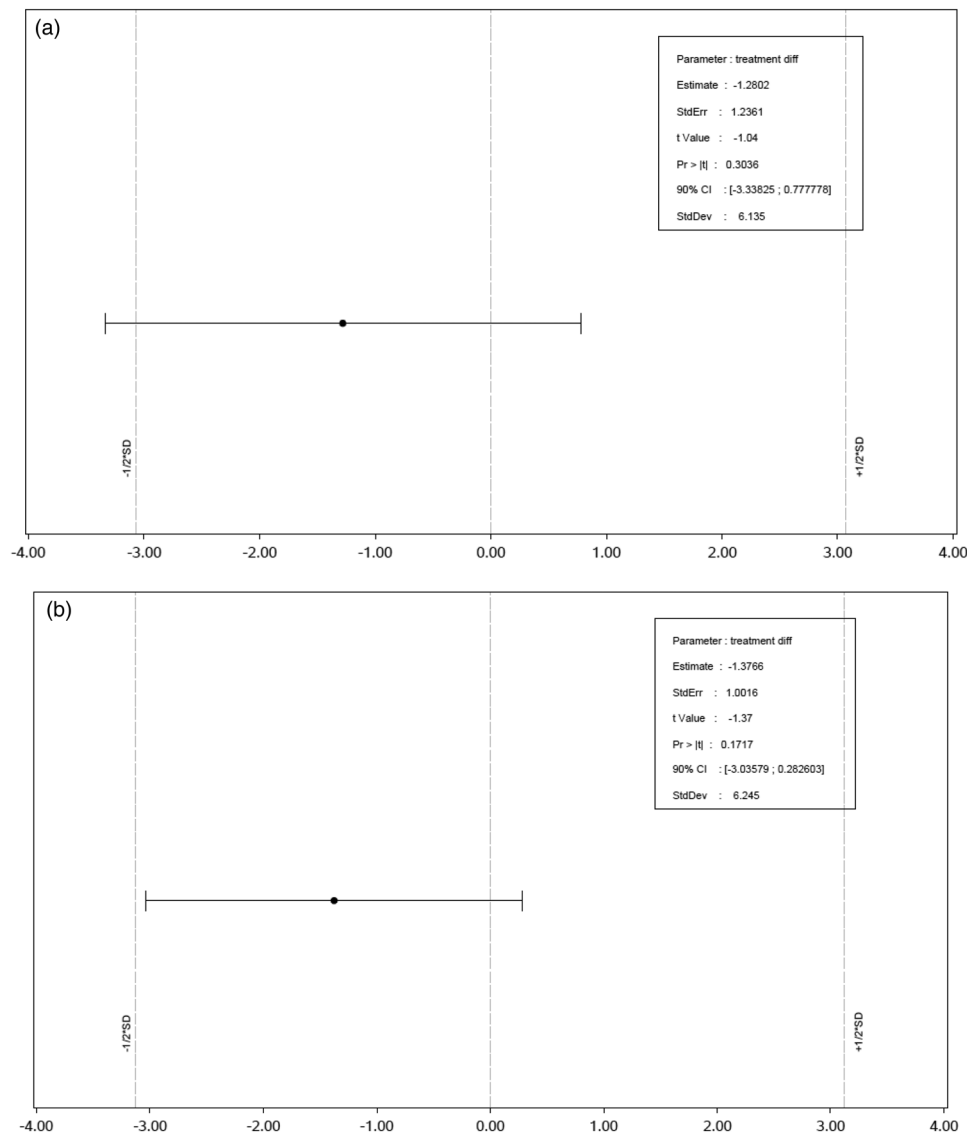 (a)
Parameter : treatment diff
Estimate : -1.2802
StdErr : 1.2361
t Value : -1.04
Pr > |t| : 0.3036
90% CI : [-3.33825 ; 0.777778]
StdDev : 6.135
-1/2*SD
+1/2*SD
-4.00 -3.00 -2.00 -1.00 0.00 1.00 2.00 3.00 4.00
(b)
Parameter : treatment diff
Estimate : -1.3766
StdErr : 1.0016
t Value : -1.37
Pr > |t| : 0.1717
90% CI : [-3.03579 ; 0.282603]
StdDev : 6.245
-1/2*SD
+1/2*SD
-4.00 -3.00 -2.00 -1.00 0.00 1.00 2.00 3.00 4.00